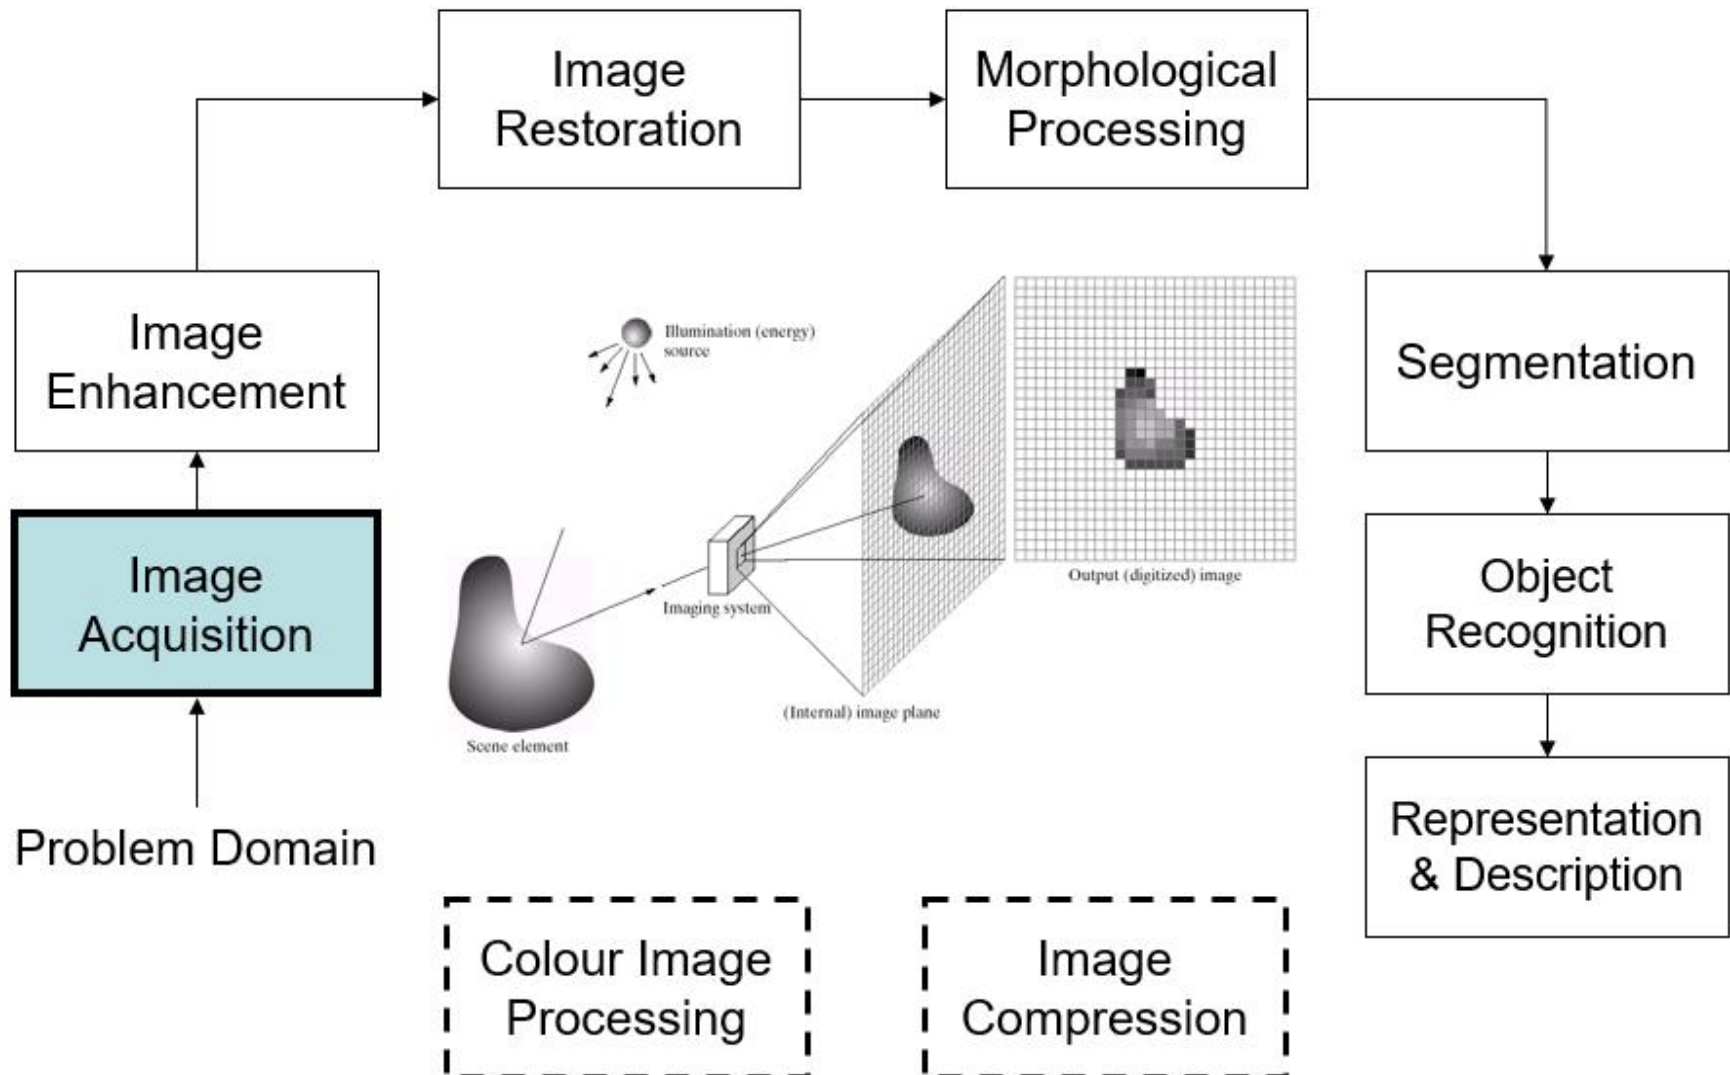 Image
Restoration
Morphological
Processing
Image
Enhancement
Illumination (energy)
source
Segmentation
Image
Acquisition
Imaging system
Output (digitized) image
Object
Recognition
(Internal) image plane
Scene element
Problem Domain
Representation
& Description
Colour Image
Processing
Image
Compression